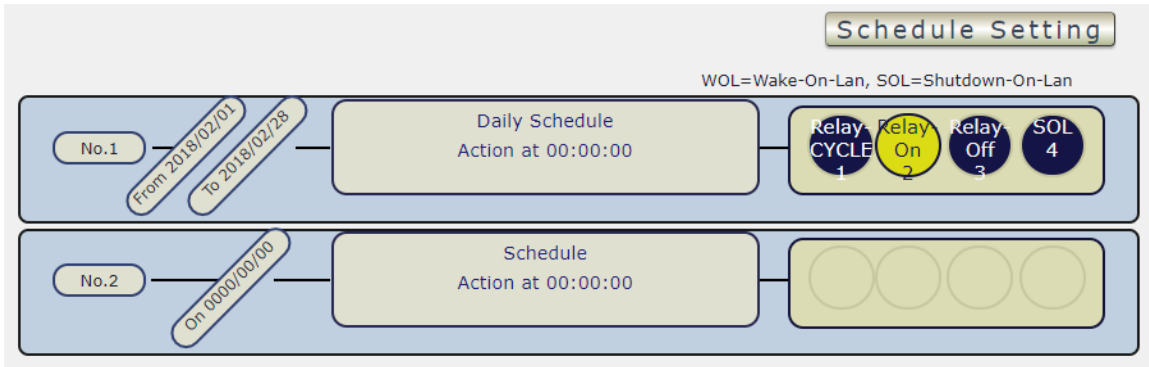 Schedule Setting
WOL=Wake-On-Lan, SOL=Shutdown-On-Lan
No.1
From 2018/02/01
To 2018/02/28
Daily Schedule
Action at 00:00:00
Relay-
CYCLE
1
Relay-
On
2
Relay-
Off
3
SOL
4
No.2
On 0000/00/00
Schedule
Action at 00:00:00